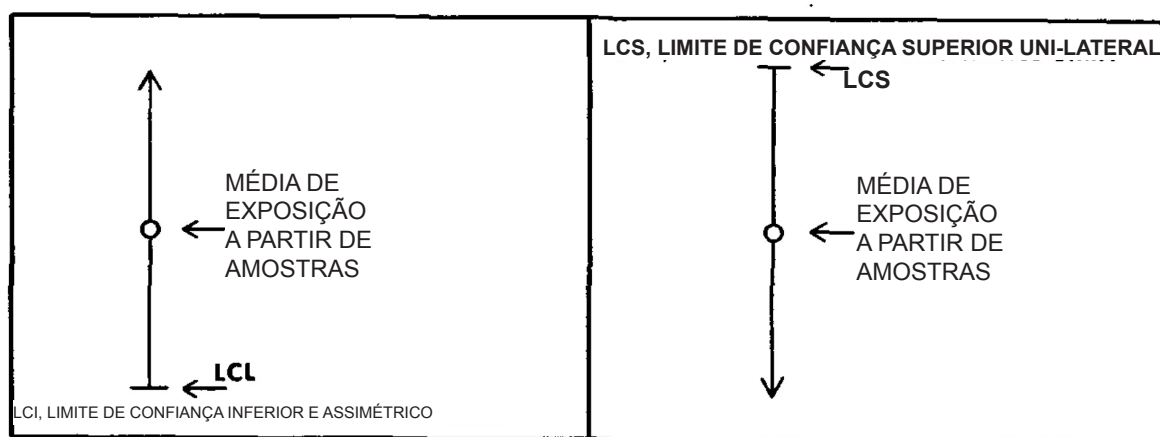 MÉDIA DE
EXPOSIÇÃO
A PARTIR DE
AMOSTRAS
LCL
LCI, LIMITE DE CONFIANÇA INFERIOR E ASSIMÉTRICO
LCS, LIMITE DE CONFIANÇA SUPERIOR UNI-LATERAL
LCS
MÉDIA DE
EXPOSIÇÃO
A PARTIR DE
AMOSTRAS